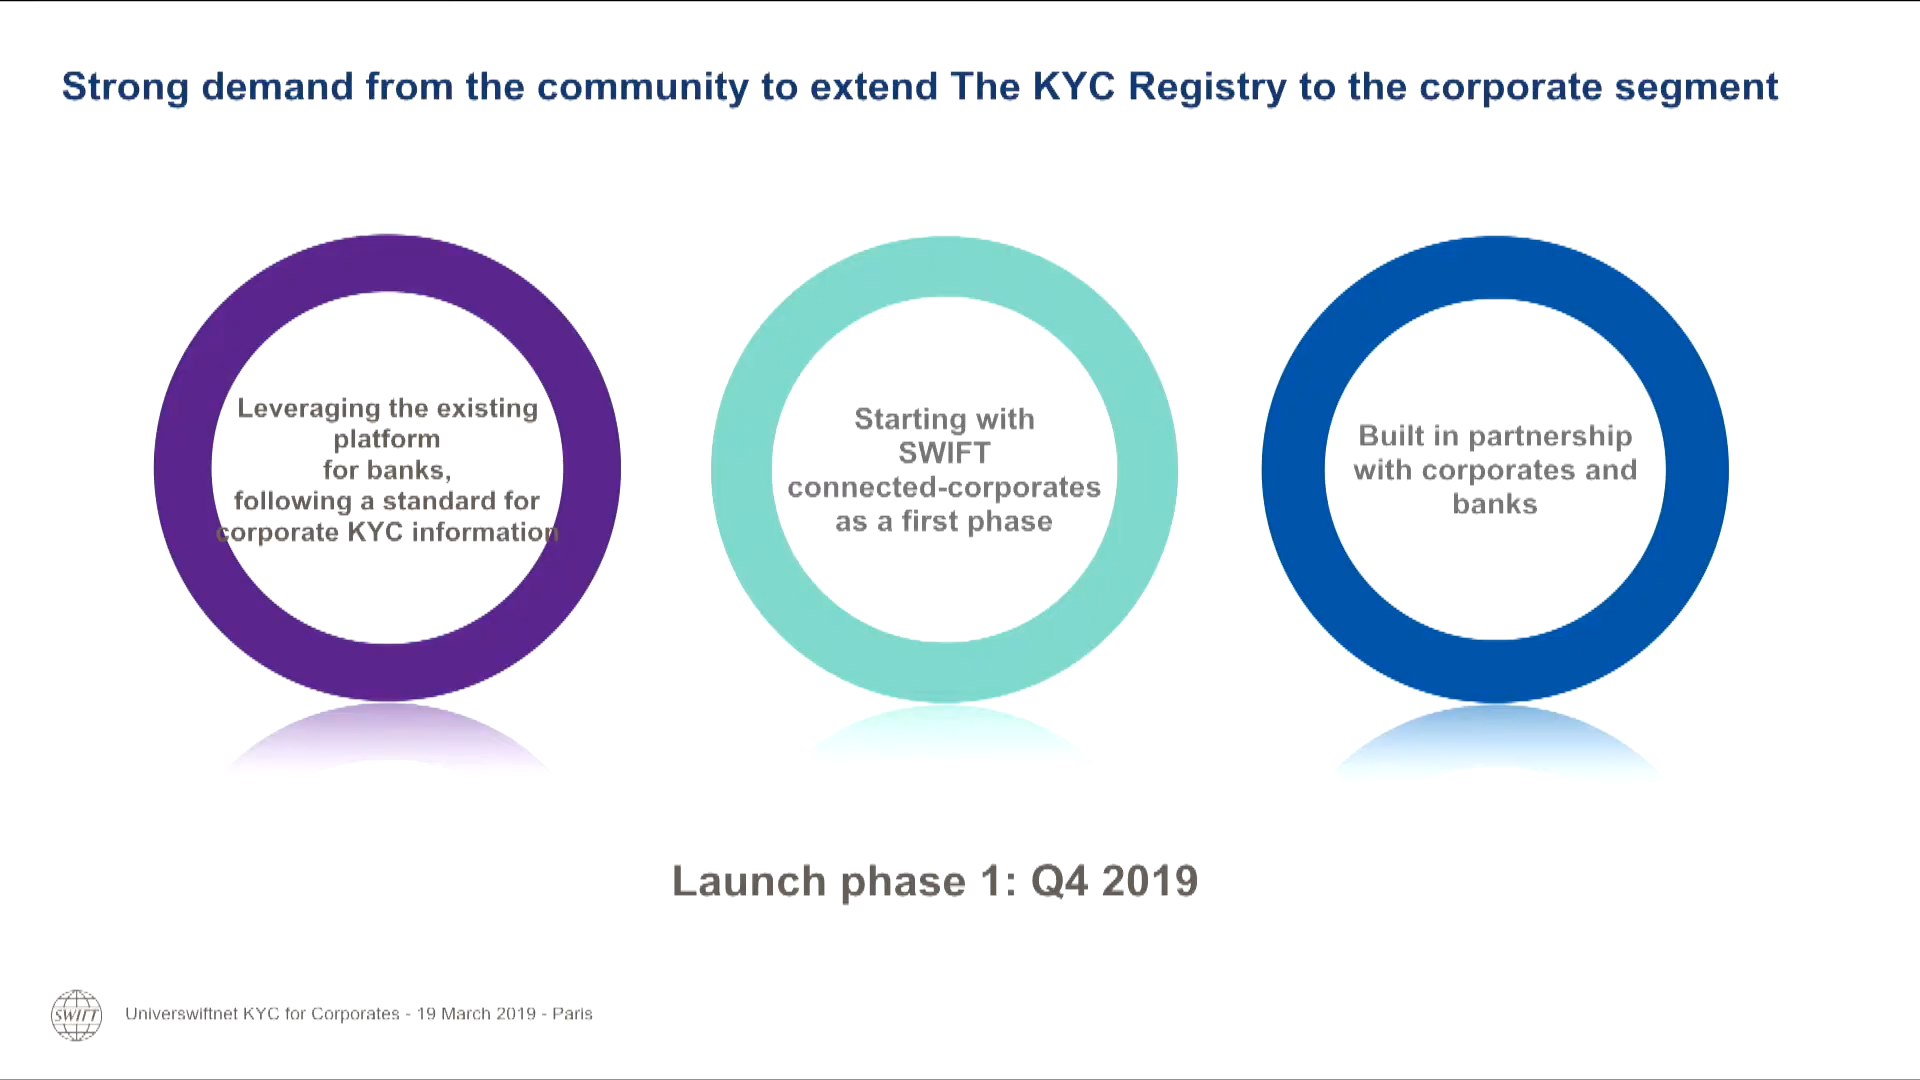 Strong demand from the community to extend The KYC Registry to the corporate segment
Leveraging the existing
platform
for banks,
following a standard for
corporate KYC information
Starting with
SWIFT
connected-corporates
as a first phase
Built in partnership
with corporates and
banks
Launch phase 1: Q4 2019
SWIFT
Universwiftnet KYC for Corporates - 19 March 2019 - Paris